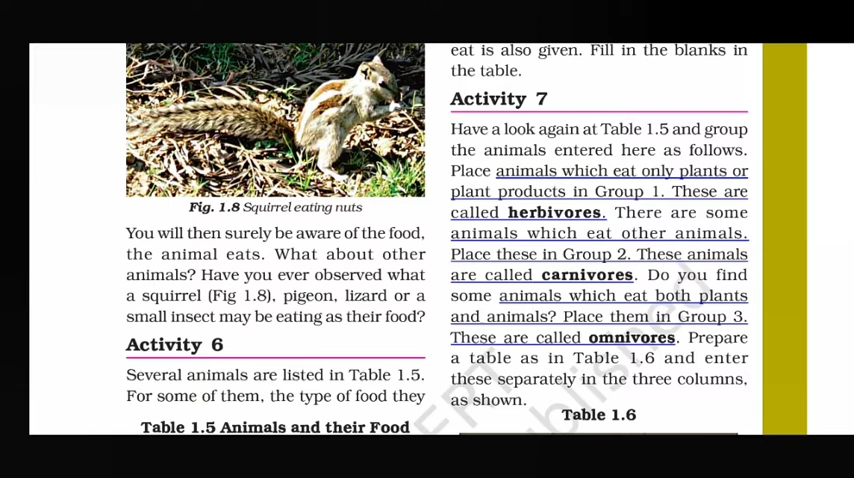 Fig. 1.8 Squirrel eating nuts
You will then surely be aware of the food,
the animal eats. What about other
animals? Have you ever observed what
a squirrel (Fig 1.8), pigeon, lizard or a
small insect may be eating as their food?
Activity 6
Several animals are listed in Table 1.5.
For some of them, the type of food they
Table 1.5 Animals and their Food
eat is also given. Fill in the blanks in
the table.
Activity 7
Have a look again at Table 1.5 and group
the animals entered here as follows.
Place animals which eat only plants or
plant products in Group 1. These are
called herbivores. There are some
animals which eat other animals.
Place these in Group 2. These animals
are called carnivores. Do you find
some animals which eat both plants
and animals? Place them in Group 3.
These are called omnivores. Prepare
a table as in Table 1.6 and enter
these separately in the three columns,
as shown.
Table 1.6